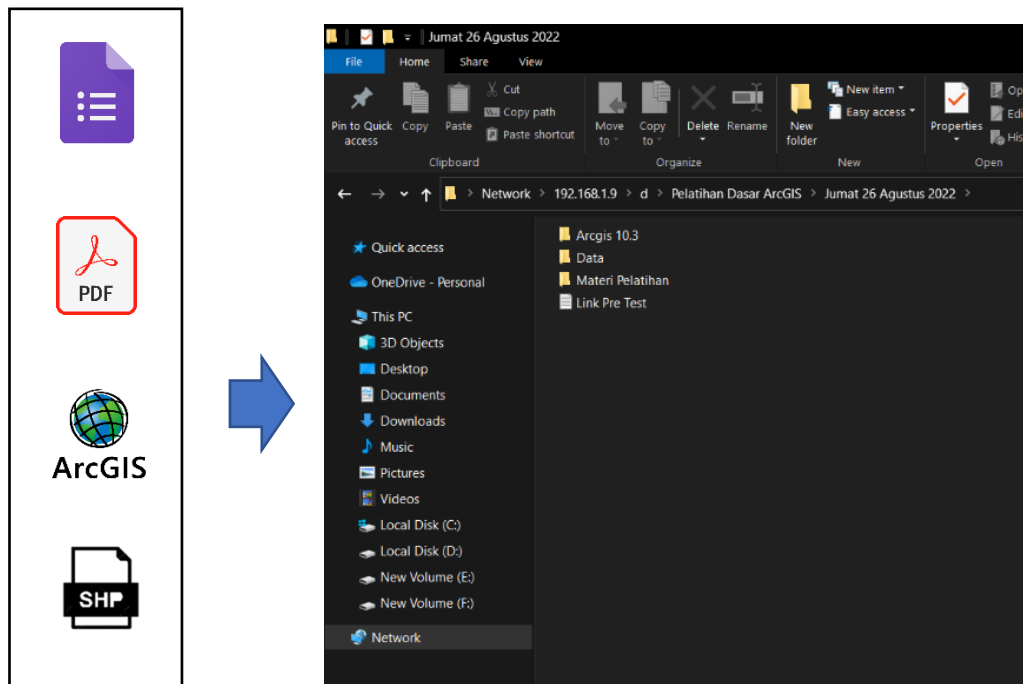 PDF
ArcGIS
SHP
Jumat 26 Agustus 2022
File Home Share View
Pin to Quick access
Copy
Paste
Cut
Copy path
Paste shortcut
Clipboard
Move to
Copy to
Delete
Rename
Organize
New folder
New item
Easy access
New
Properties
Op
Edi
His
Open
Network > 192.168.1.9 > d > Pelatihan Dasar ArcGIS > Jumat 26 Agustus 2022 >
Quick access
OneDrive - Personal
This PC
3D Objects
Desktop
Documents
Downloads
Music
Pictures
Videos
Local Disk (C:)
Local Disk (D:)
New Volume (E:)
New Volume (F:)
Network
Arcgis 10.3
Data
Materi Pelatihan
Link Pre Test